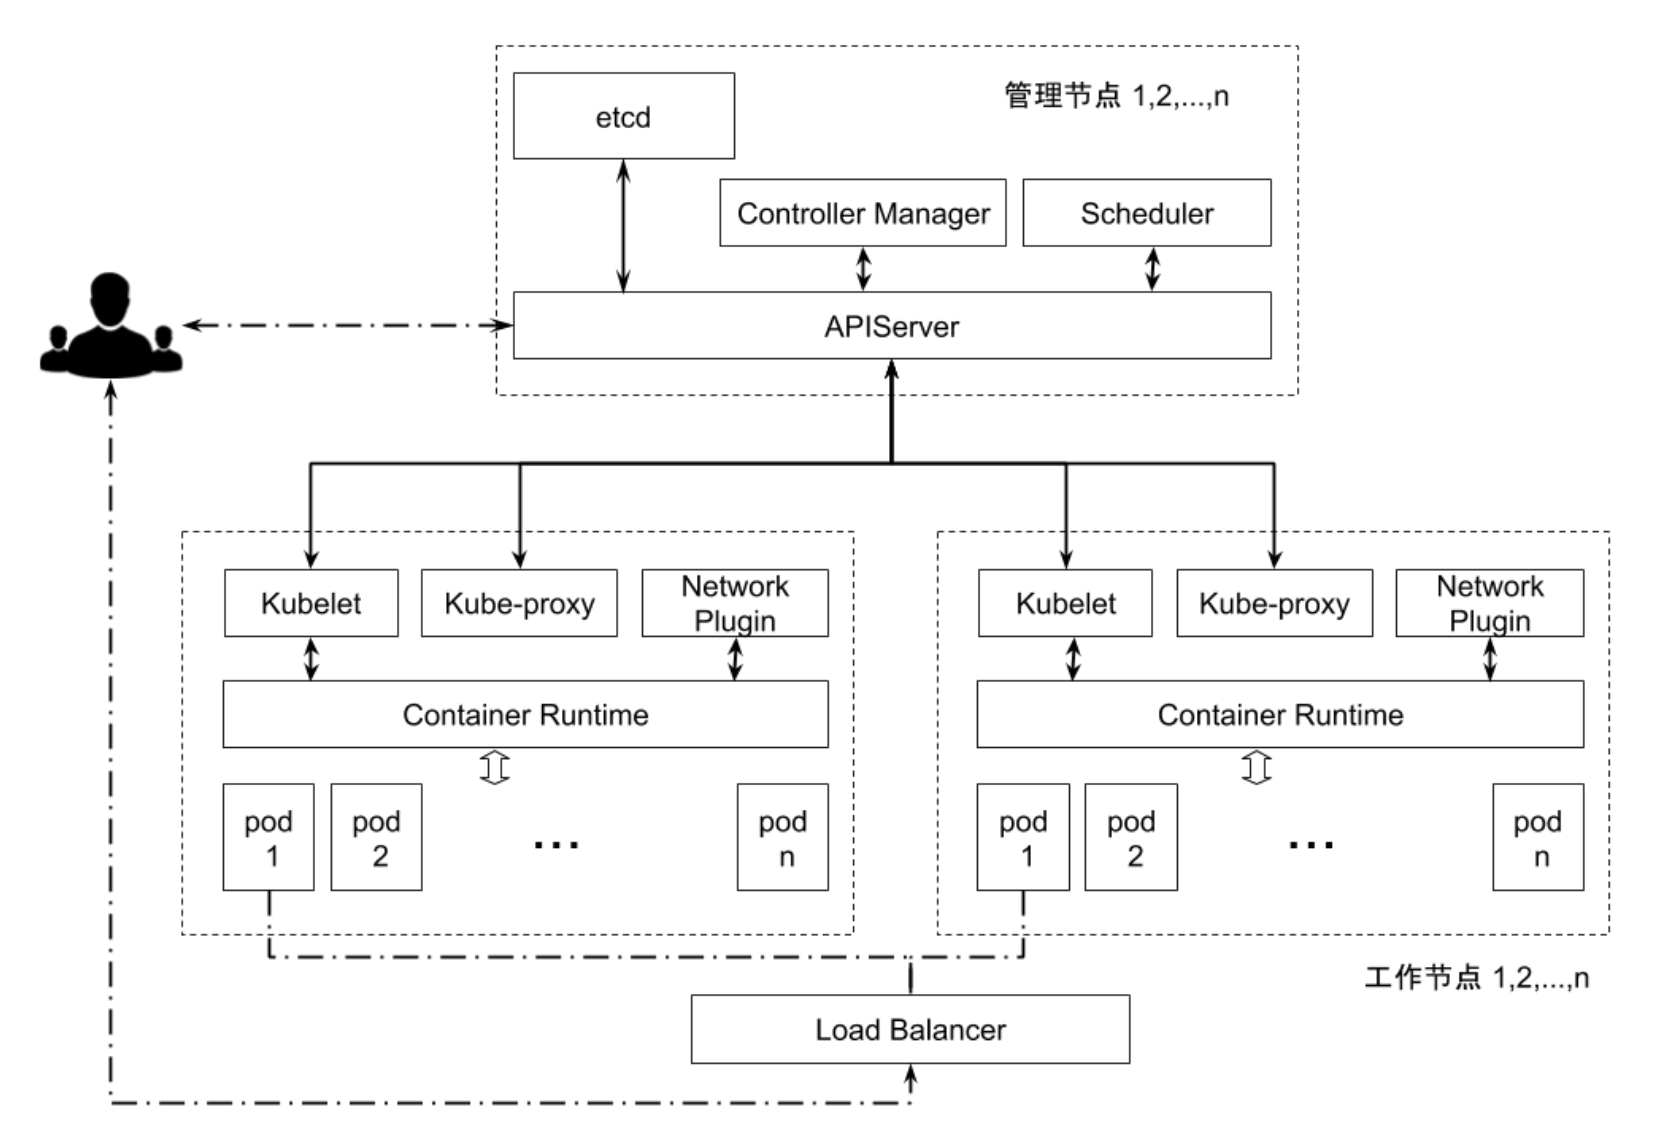 etcd
管理节点 1,2,...,n
Controller Manager
Scheduler
APIServer
Kubelet
Kube-proxy
Network
Plugin
Container Runtime
pod
1
pod
2
...
pod
n
Kubelet
Kube-proxy
Network
Plugin
Container Runtime
pod
1
pod
2
...
pod
n
工作节点 1,2,...,n
Load Balancer